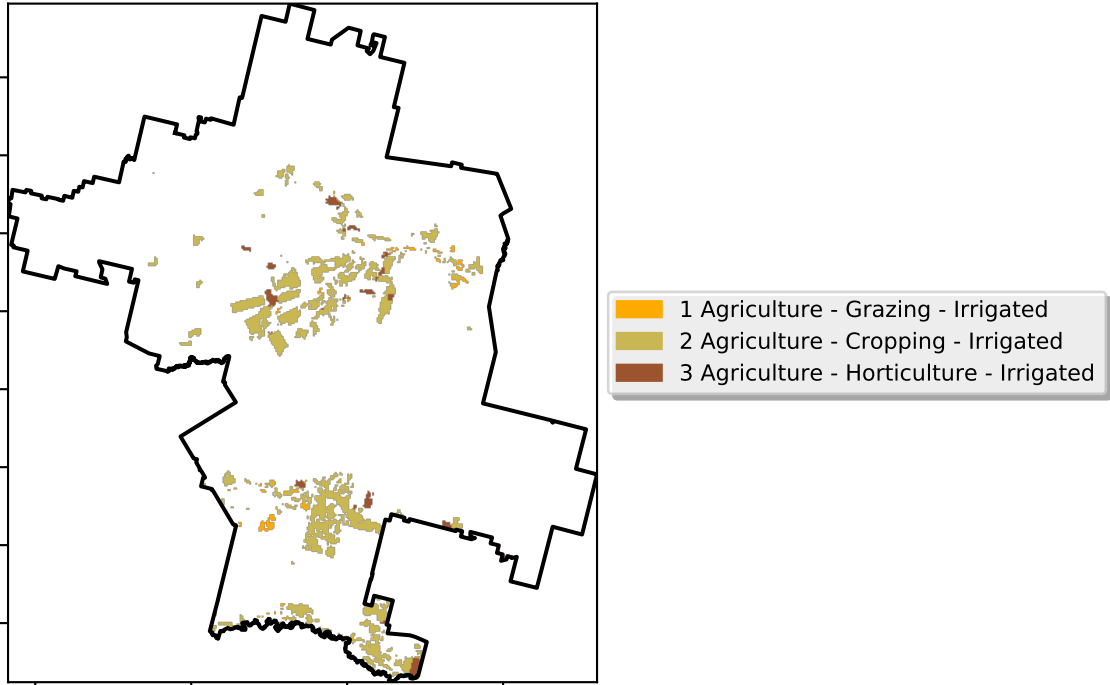 1 Agriculture - Grazing - Irrigated
2 Agriculture - Cropping - Irrigated
3 Agriculture - Horticulture - Irrigated